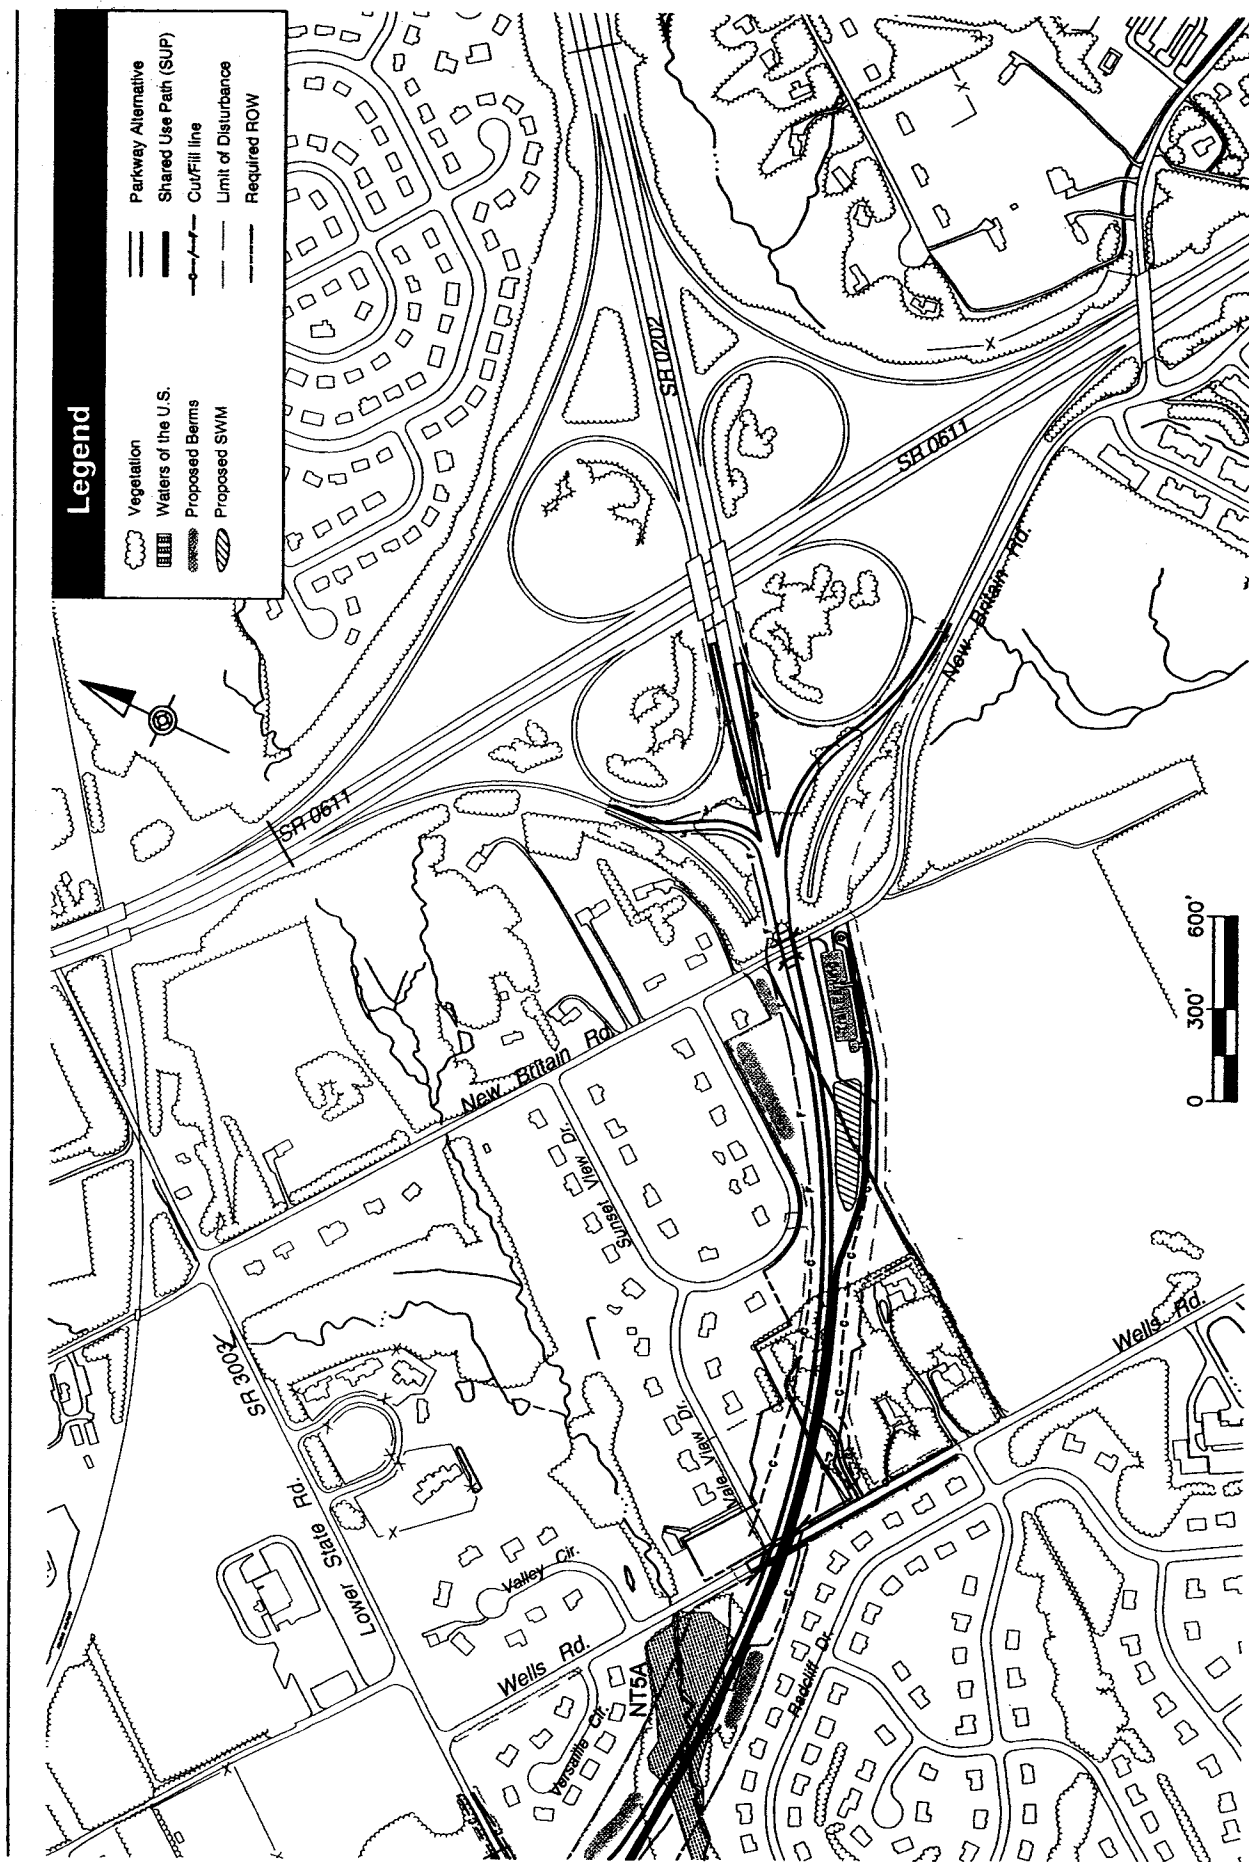 Legend
Vegetation
Waters of the U.S.
Proposed Berms
Proposed SWM
Parkway Alternative
Shared Use Path (SUP)
Cut/Fill line
Limit of Disturbance
Required ROW
SR 0202
SR 0611
SR 0611
New Britain Rd.
New Britain Rd.
Sunset View Dr.
Vale View Dr.
SR 3003
Lower State Rd.
Valley Cir.
Wells Rd.
Wells Rd.
Versaille Cir.
NT5A
Radcliff Dr.
0 300' 600'